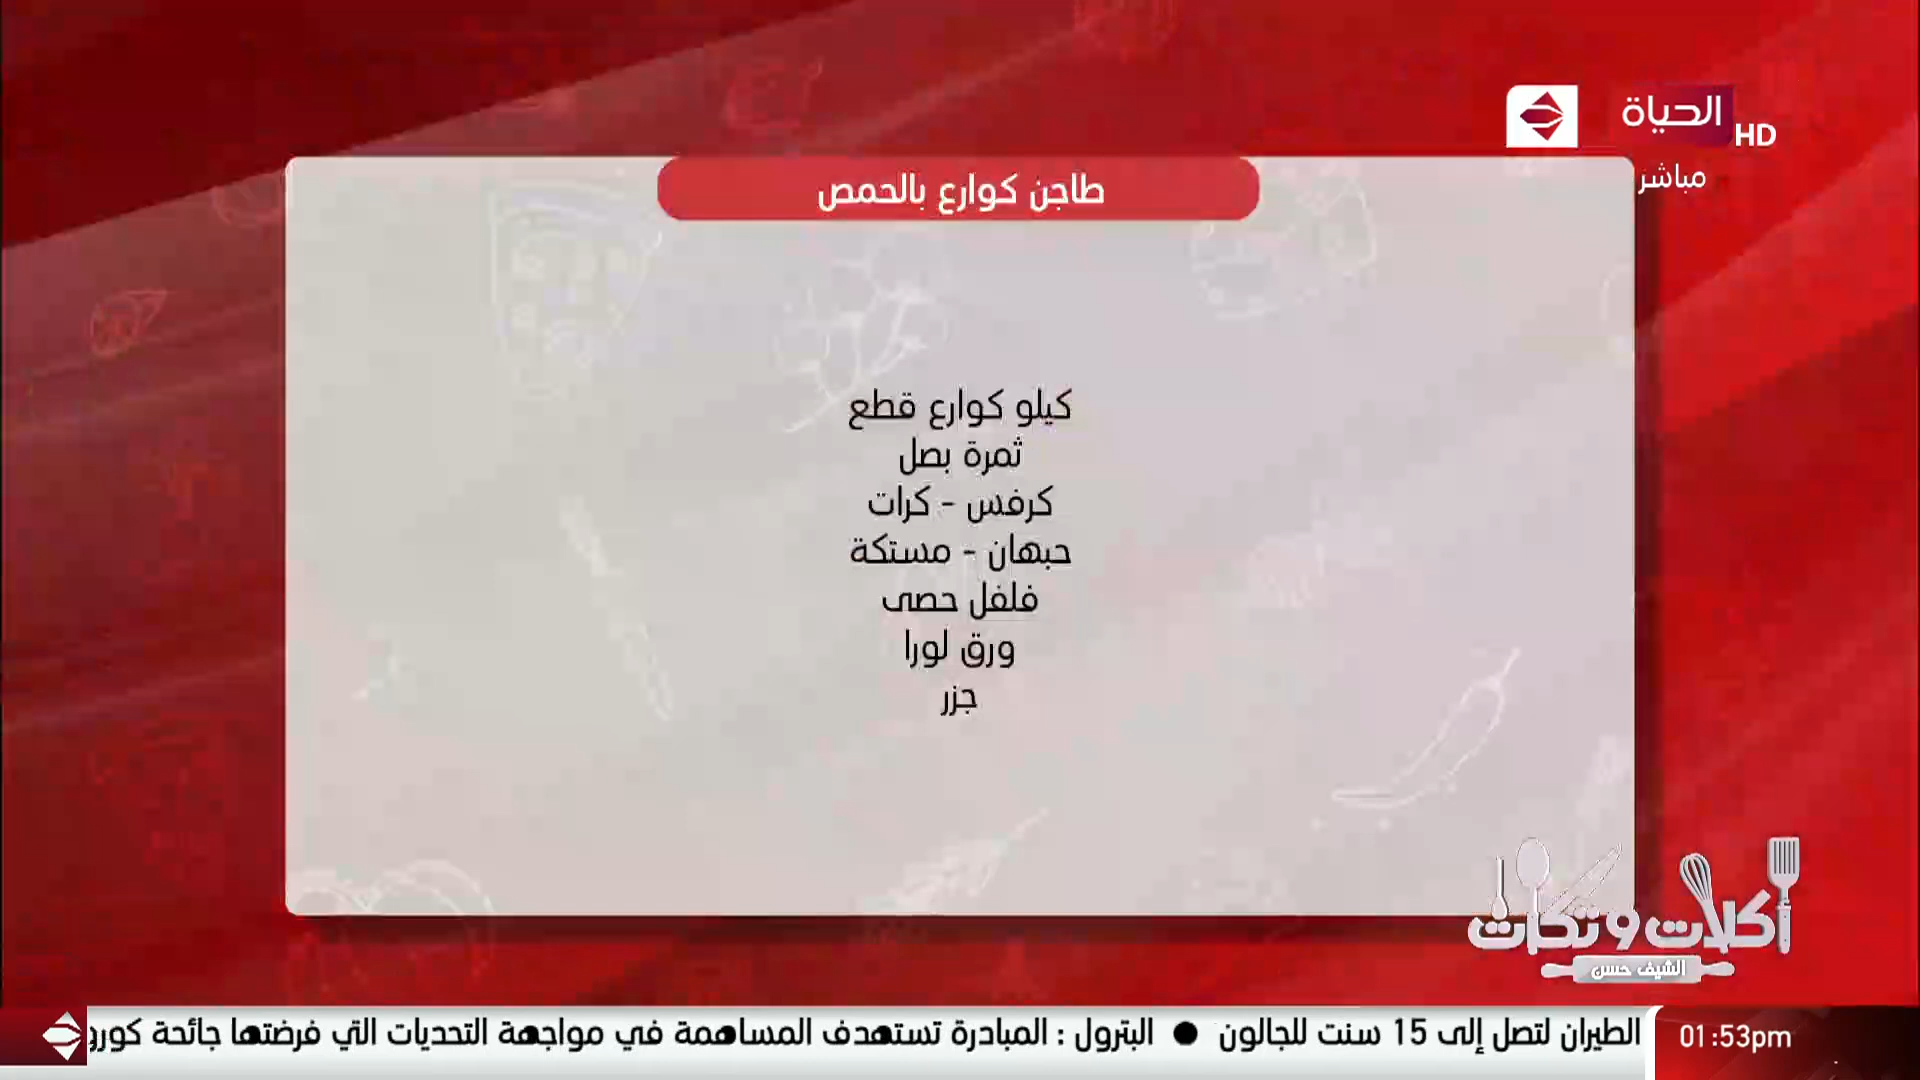 الحياة
HD
مباشر
طاجن كوارع بالحمص
كيلو كوارع قطع
ثمرة بصل
كرفس - كرات
حبهان - مستكة
فلفل حصى
ورق لورا
جزر
أكلات و تكات
الشيف حسن
الطيران لتصل إلى 15 سنت للجالون ● البترول : المبادرة تستهدف المساهمة في مواجهة التحديات التي فرضتها جائحة
01:53pm